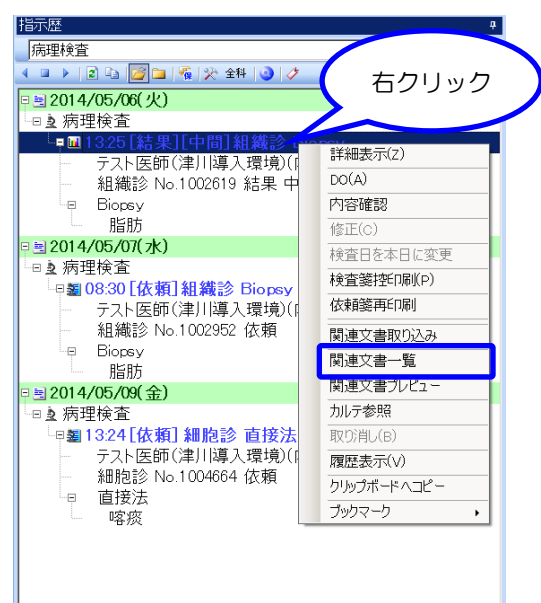 指示歴
病理検査
全科
右クリック
2014/05/06(火)
病理検査
13:25 [結果][中間] 組織診 Biopsy
テスト医師(津川導入環境)(
組織診 No.1002619 結果 中
Biopsy
脂肪
2014/05/07(水)
病理検査
08:30 [依頼] 組織診 Biopsy
テスト医師(津川導入環境)(
組織診 No.1002952 依頼
Biopsy
脂肪
2014/05/09(金)
病理検査
13:24 [依頼] 細胞診 直接法
テスト医師(津川導入環境)(
細胞診 No.1004664 依頼
直接法
喀痰
詳細表示(Z)
DO(A)
内容確認
修正(C)
検査日を本日に変更
検査箋控印刷(P)
依頼箋再印刷
関連文書取り込み
関連文書一覧
関連文書プレビュー
カルテ参照
取り消し(B)
履歴表示(V)
クリップボードへコピー
ブックマーク